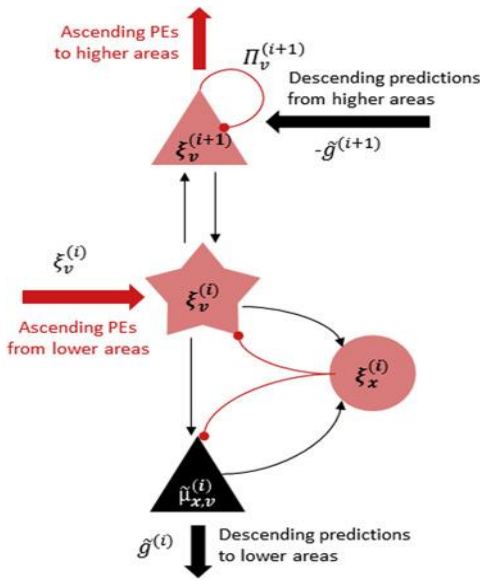 Ascending PEs
to higher areas
Π_v^(i+1)
Descending predictions
from higher areas
ξ_v^(i+1)
-g̃^(i+1)
ξ_v^(i)
ξ_v^(i)
Ascending PEs
from lower areas
ξ_x^(i)
μ̃_x,v^(i)
g̃^(i)
Descending predictions
to lower areas